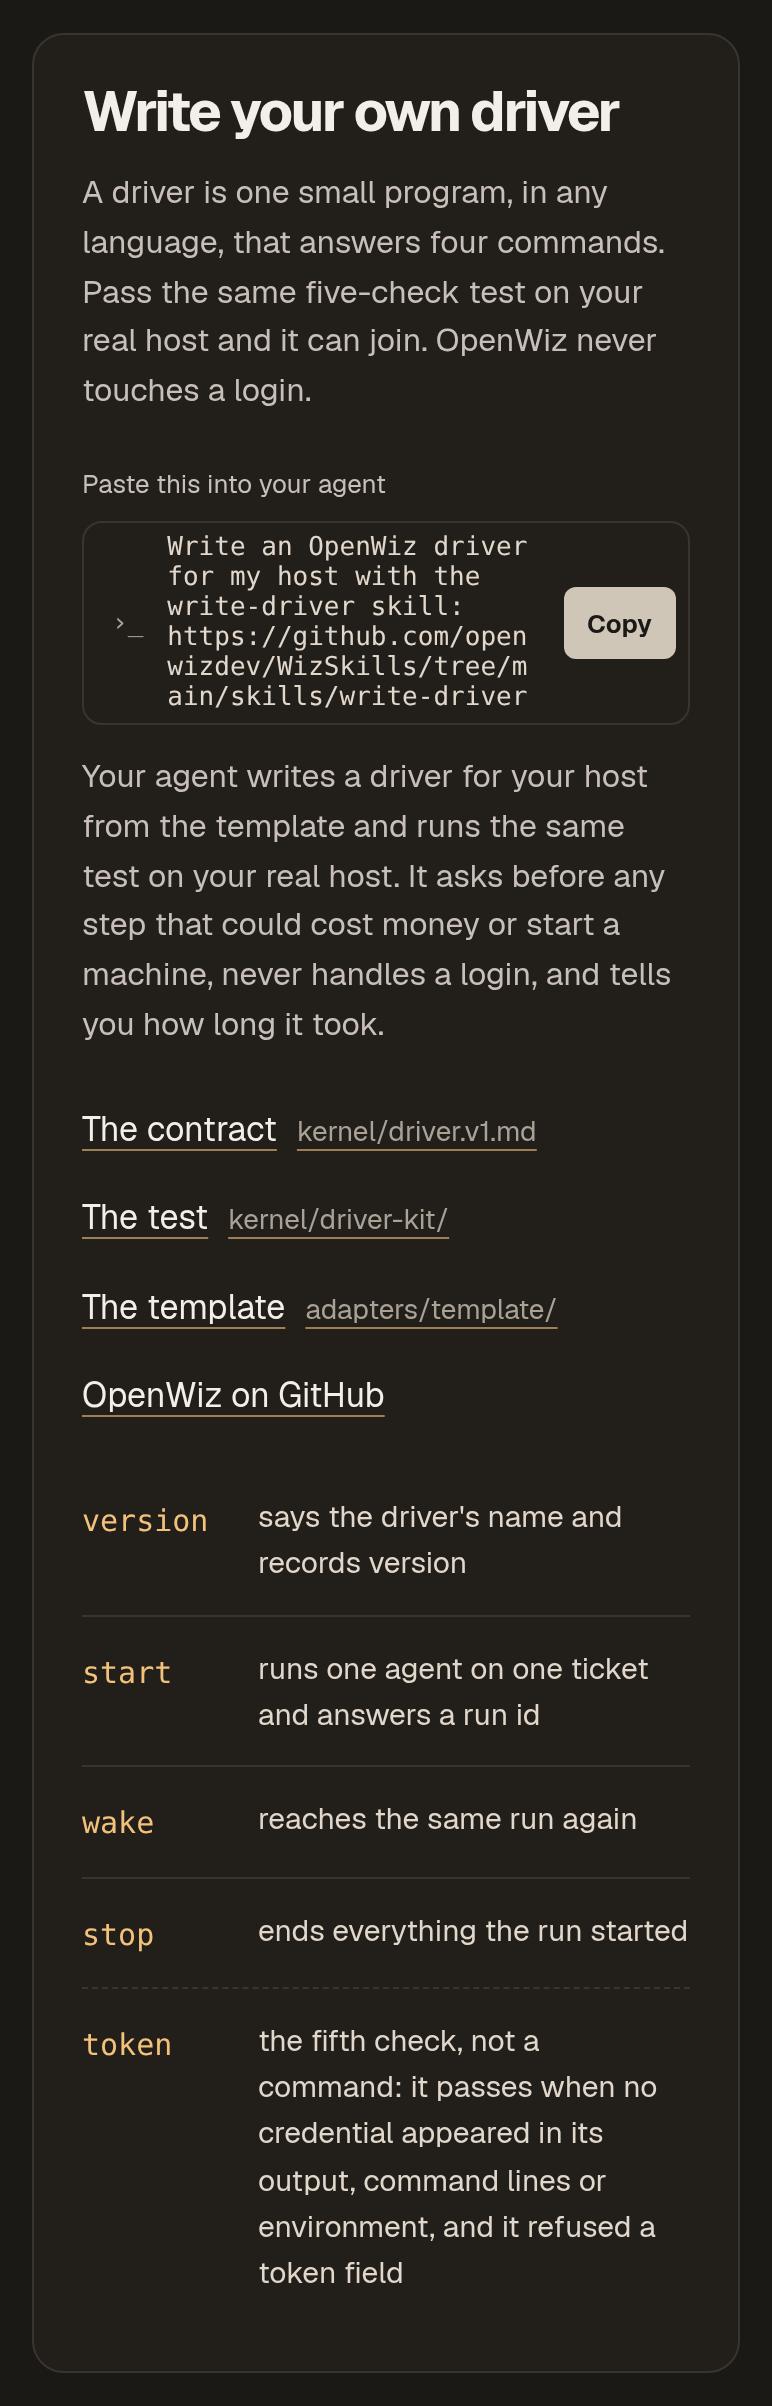 Write your own driver
A driver is one small program, in any
language, that answers four commands.
Pass the same five-check test on your
real host and it can join. OpenWiz never
touches a login.
Paste this into your agent
Write an OpenWiz driver
for my host with the
write-driver skill:
›_
https://github.com/open
Copy
wizdev/WizSkills/tree/m
ain/skills/write-driver
Your agent writes a driver for your host
from the template and runs the same
test on your real host. It asks before any
step that could cost money or start a
machine, never handles a login, and tells
you how long it took.
The contract kernel/driver.v1.md
The test kernel/driver-kit/
The template adapters/template/
OpenWiz on GitHub
version says the driver's name and
records version
start runs one agent on one ticket
and answers a run id
wake reaches the same run again
stop ends everything the run started
token the fifth check, not a
command: it passes when no
credential appeared in its
output, command lines or
environment, and it refused a
token field